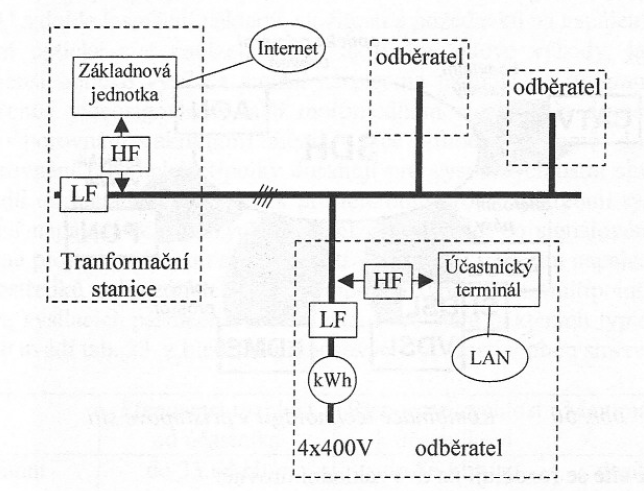 Základnová
jednotka
Internet
odběratel
odběratel
HF
LF
Tranformační
stanice
HF
Účastnický
terminál
LF
LAN
kWh
4x400V
odběratel